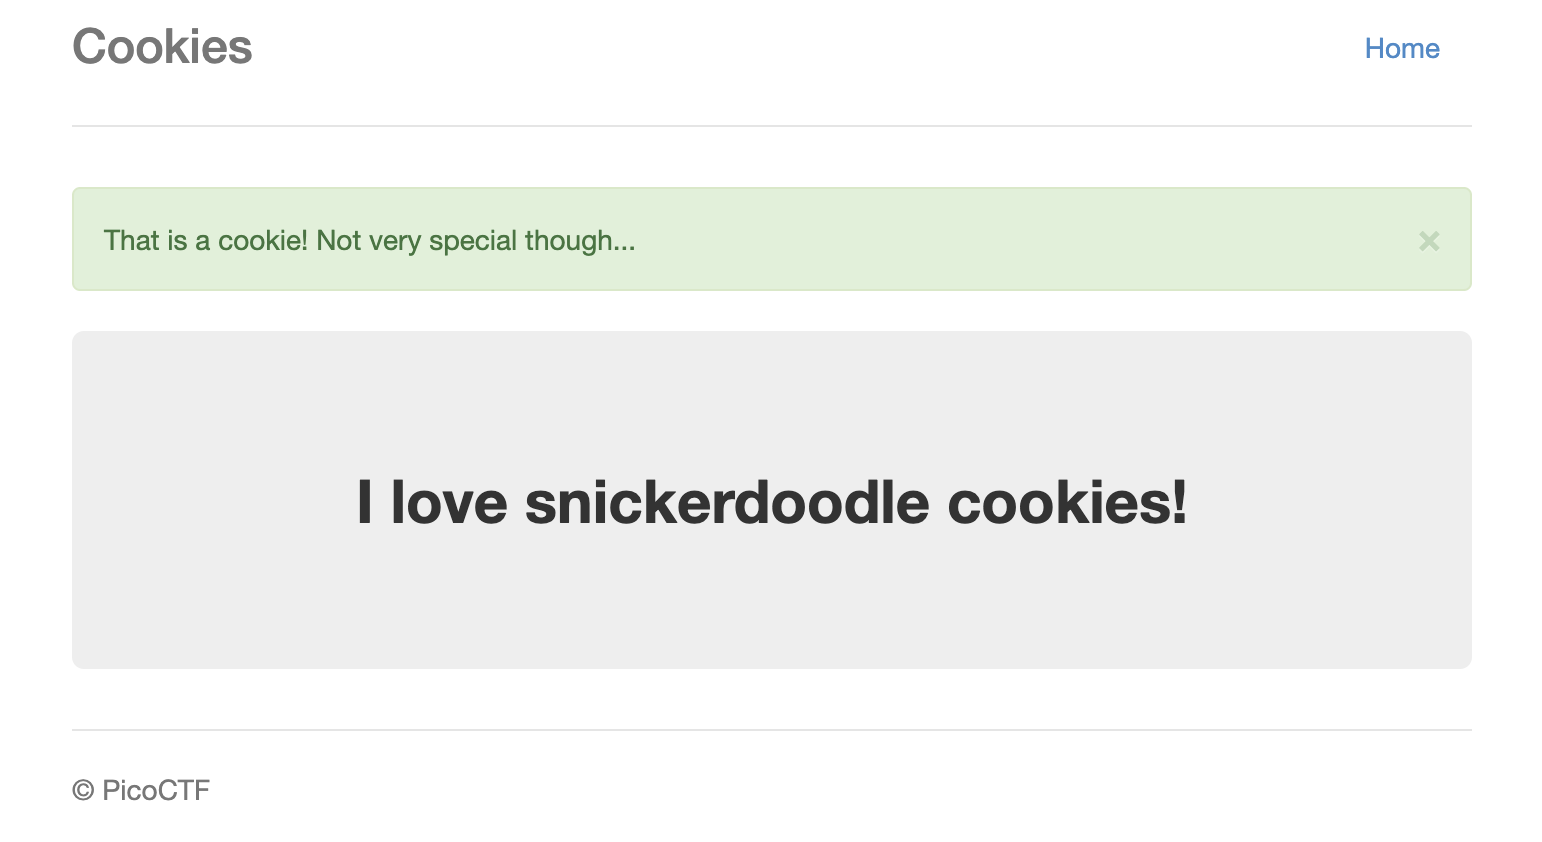 Cookies
Home
That is a cookie! Not very special though...
×
I love snickerdoodle cookies!
© PicoCTF